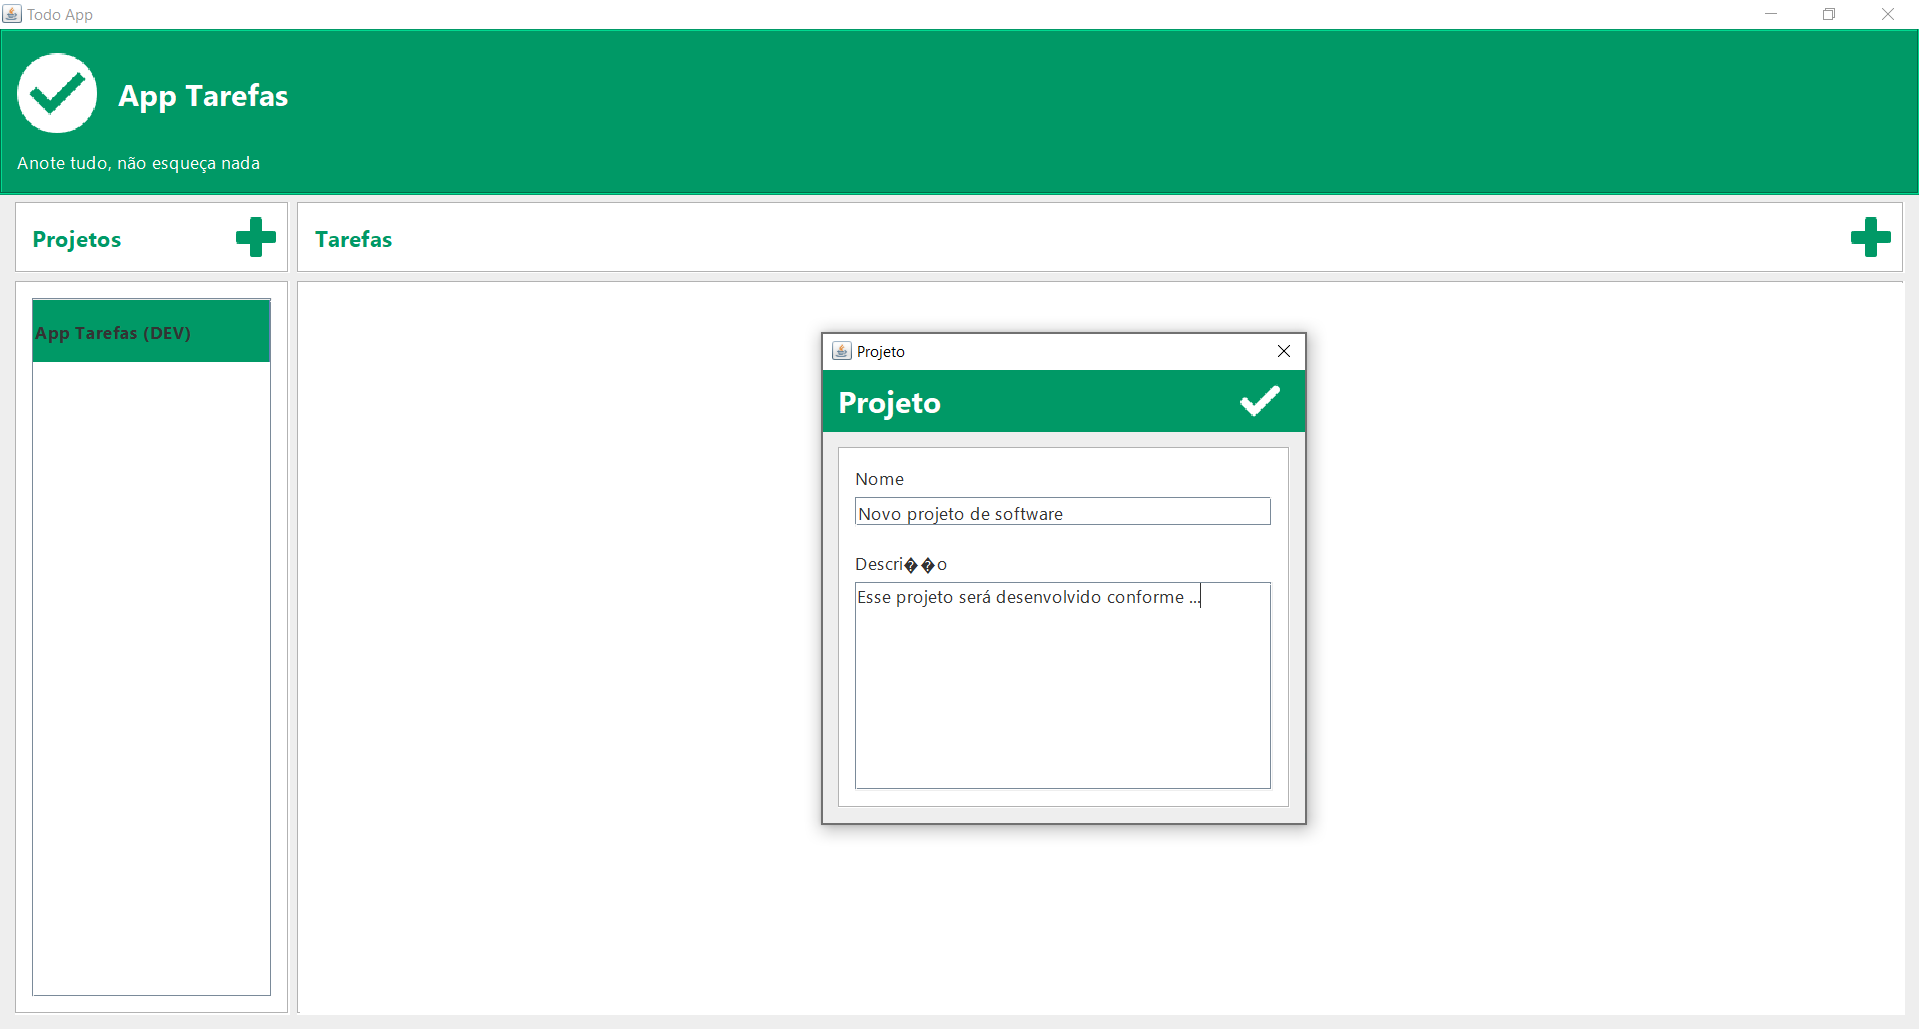 Todo App
App Tarefas
Anote tudo, não esqueça nada
Projetos
Tarefas
App Tarefas (DEV)
Projeto
Projeto
Nome
Novo projeto de software
Descri��o
Esse projeto será desenvolvido conforme ...